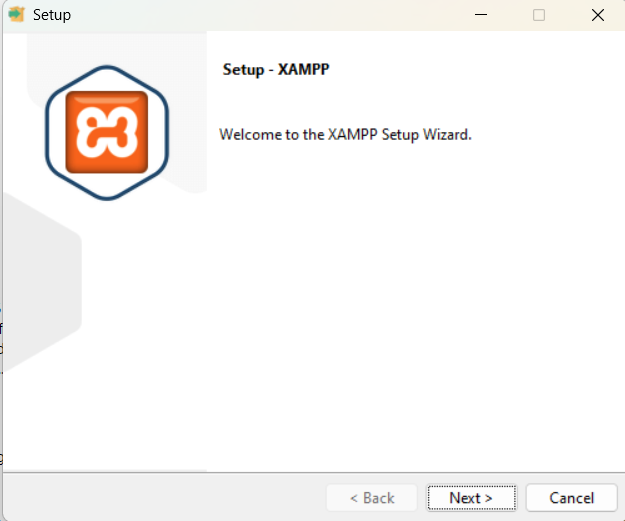 Setup
Setup - XAMPP
Welcome to the XAMPP Setup Wizard.
< Back
Next >
Cancel